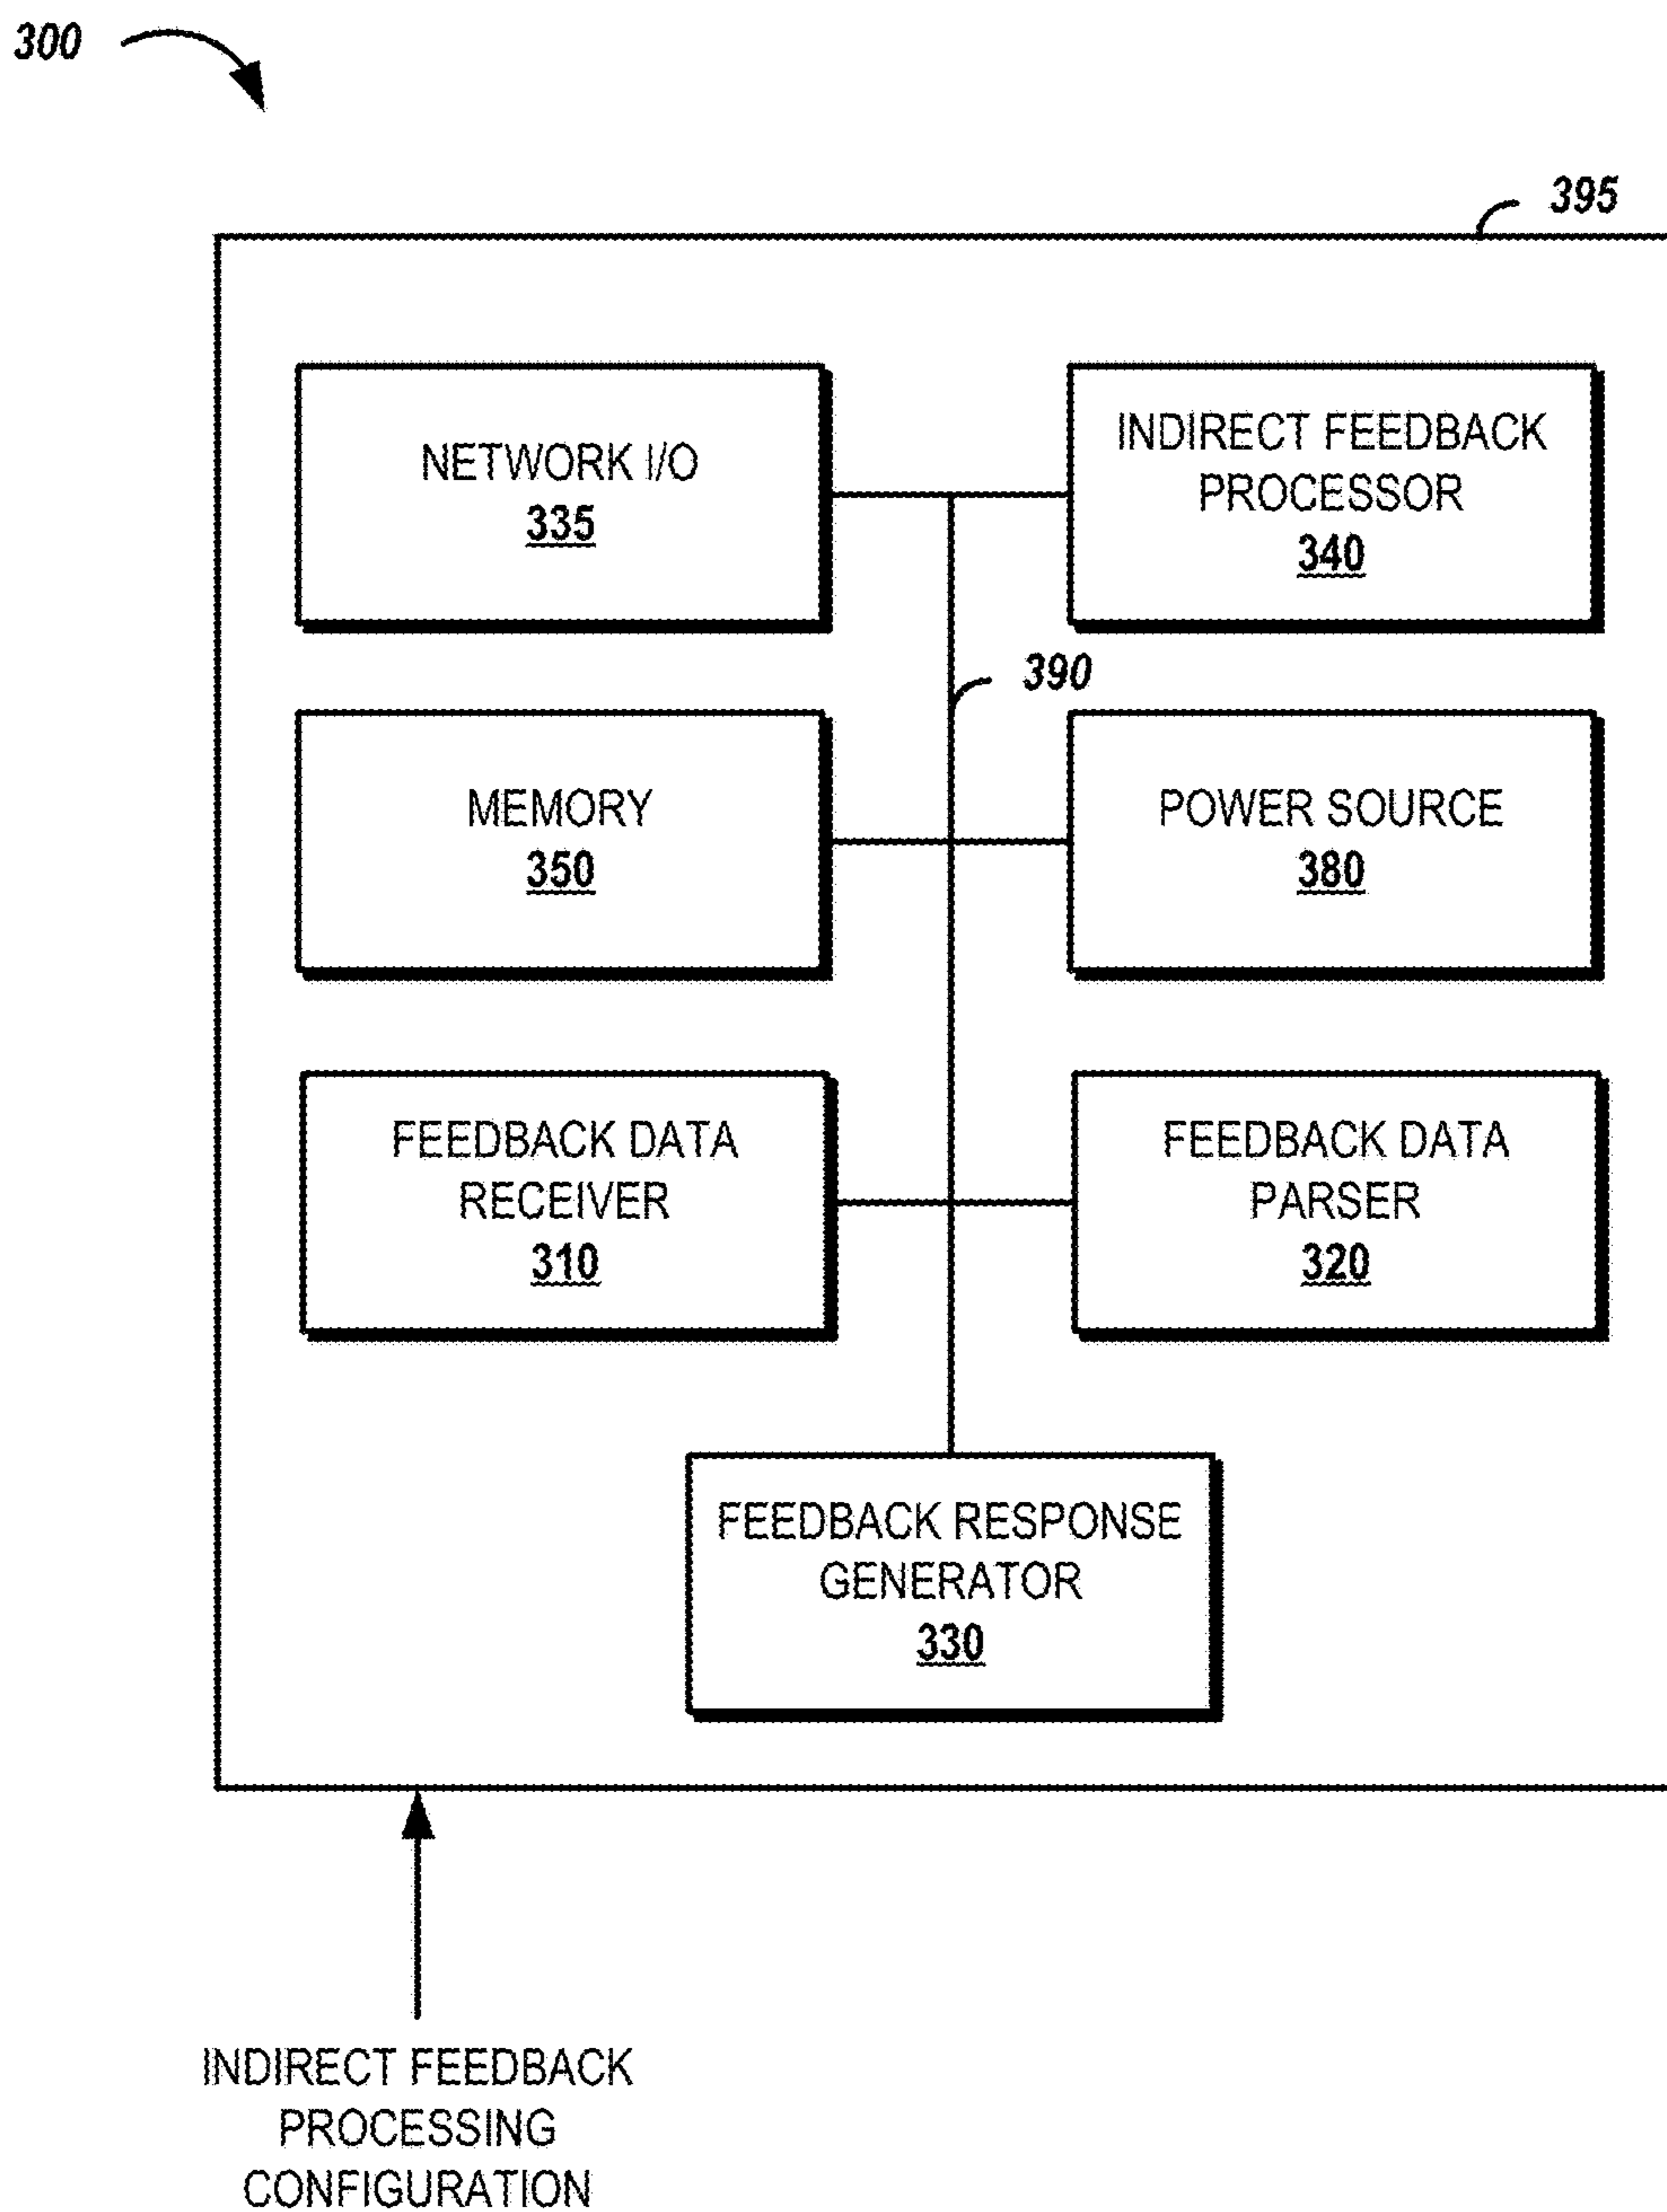 300
395
NETWORK I/O
335
INDIRECT FEEDBACK
PROCESSOR
340
390
MEMORY
350
POWER SOURCE
380
FEEDBACK DATA
RECEIVER
310
FEEDBACK DATA
PARSER
320
FEEDBACK RESPONSE
GENERATOR
330
INDIRECT FEEDBACK
PROCESSING
CONFIGURATION